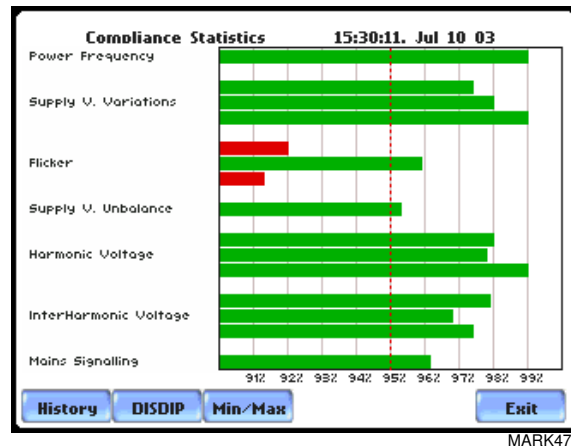 Compliance Statistics 15:30:11. Jul 10 03
Power Frequency
Supply V. Variations
Flicker
Supply V. Unbalance
Harmonic Voltage
InterHarmonic Voltage
Mains Signalling
91% 92% 93% 94% 95% 96% 97% 98% 99%
History DISDIP Min/Max Exit
MARK47